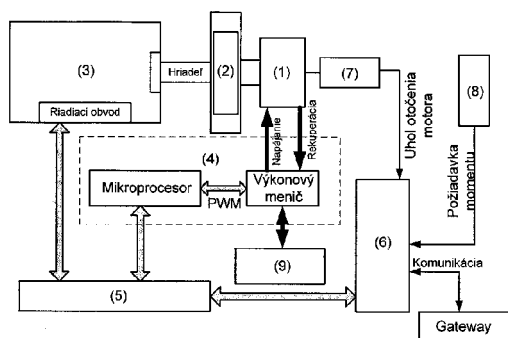 (3)
Riadiaci obvod
Hriadeľ
(2)
(1)
(7)
(8)
Napájanie
Rekuperácia
Uhol otočenia
motora
Požiadavka
momentu
(4)
Mikroprocesor
PWM
Výkonový
menič
(9)
(6)
(5)
Komunikácia
Gateway